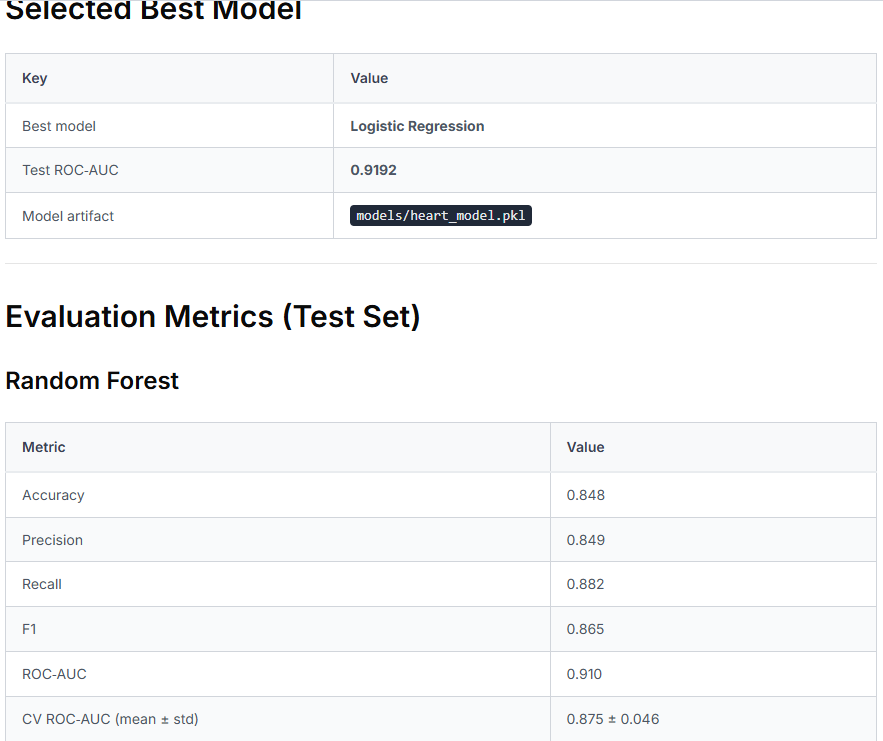 Selected Best Model
Key Value
Best model Logistic Regression
Test ROC-AUC 0.9192
Model artifact models/heart_model.pkl
Evaluation Metrics (Test Set)
Random Forest
Metric Value
Accuracy 0.848
Precision 0.849
Recall 0.882
F1 0.865
ROC-AUC 0.910
CV ROC-AUC (mean ± std) 0.875 ± 0.046